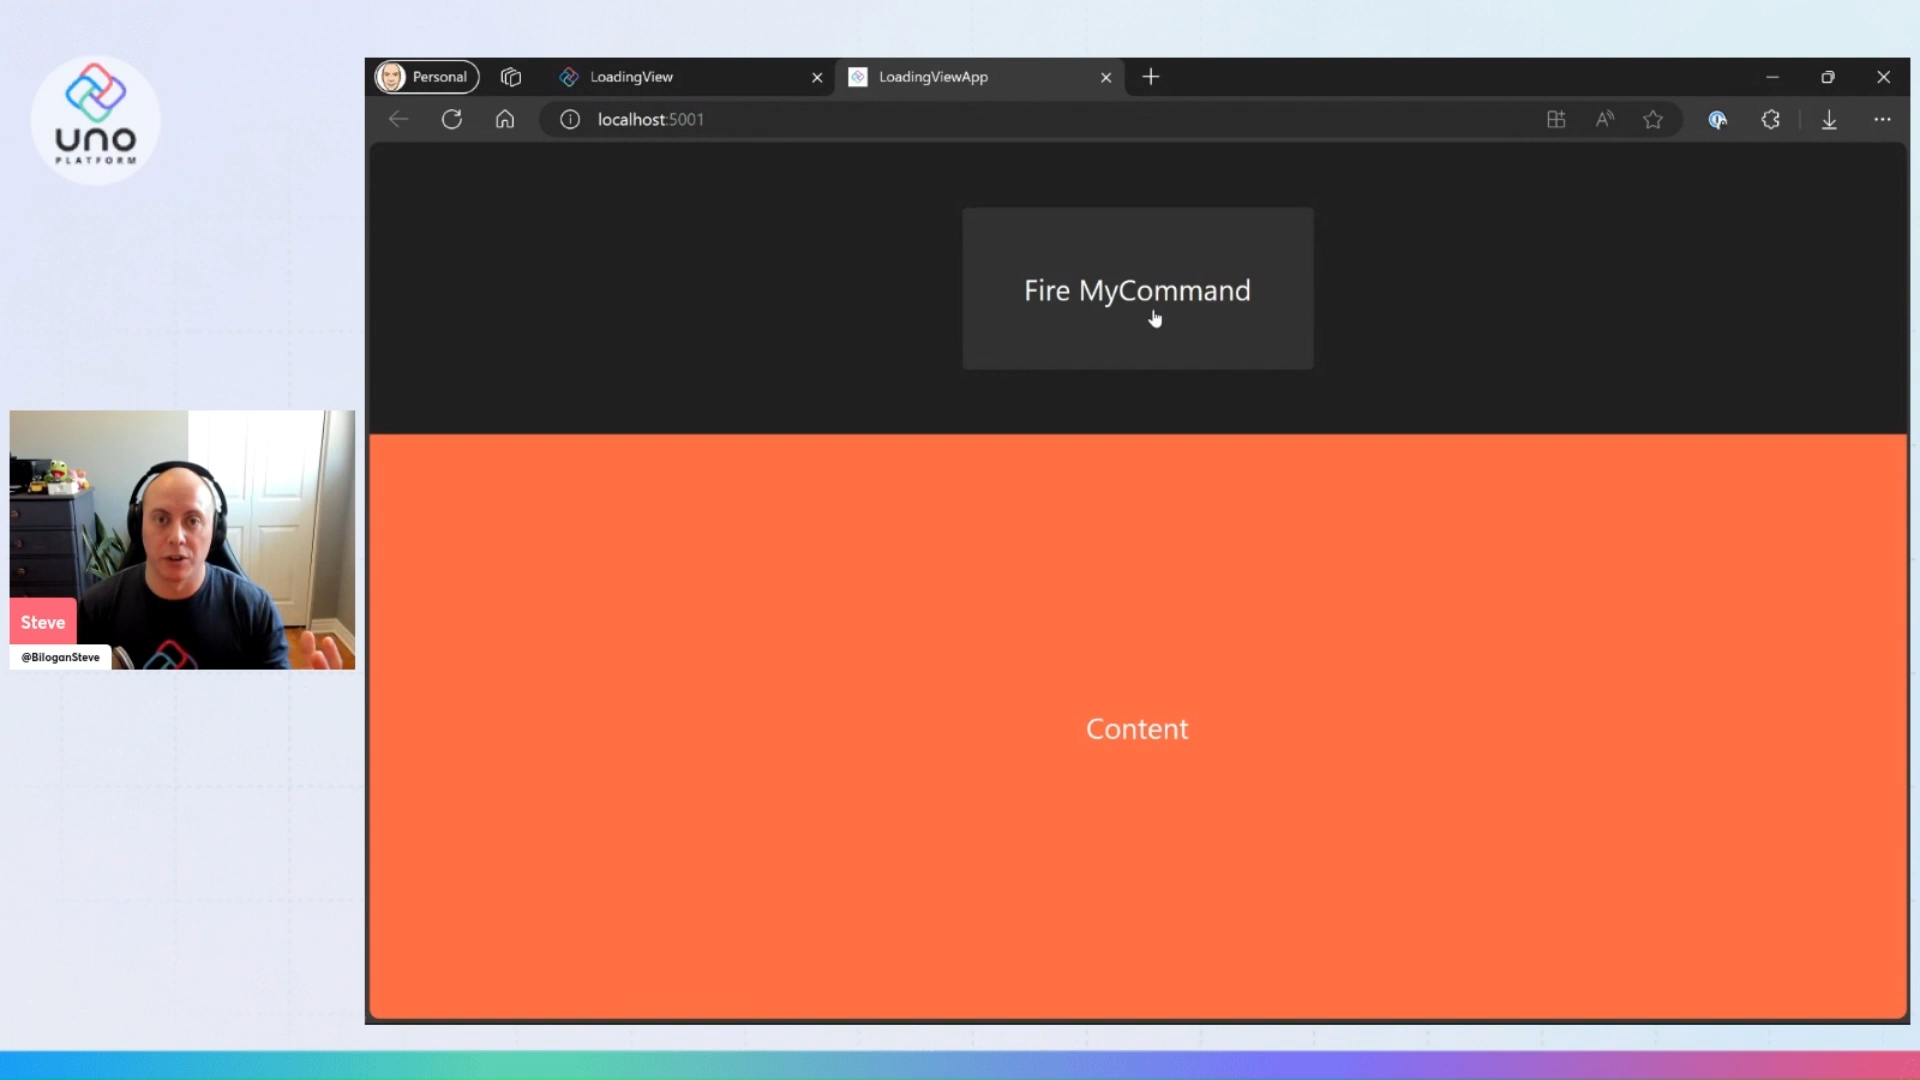 uno
PLATFORM
Personal
LoadingView
LoadingViewApp
localhost:5001
Fire MyCommand
Content
Steve
@BiloganSteve